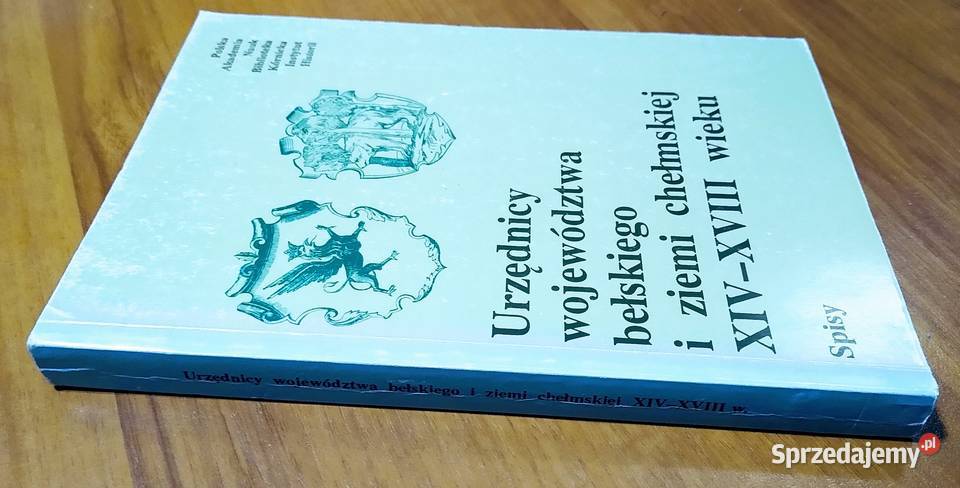 Polska
Akademia
Nauk
Biblioteka
Kórnicka
Instytut
Historii
Urzędnicy
województwa
bełskiego
i ziemi chełmskiej
XIV-XVIII wieku
Spisy
Urzędnicy województwa bełskiego i ziemi chełmskiej XIV-XVIII w.
Sprzedajemy.pl